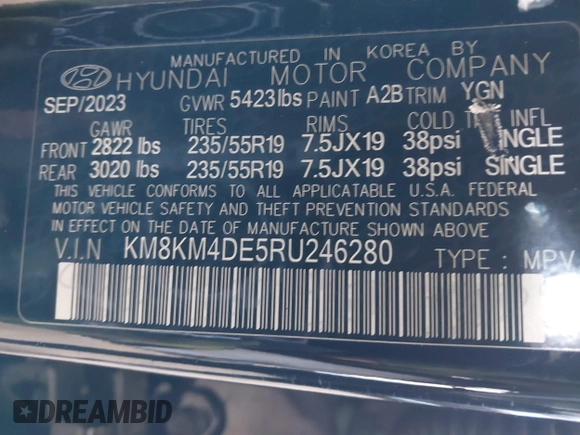 MANUFACTURED IN KOREA BY
HYUNDAI MOTOR COMPANY
SEP/2023 GVWR 5423 lbs PAINT A2B TRIM YGN
GAWR TIRES RIMS COLD INFL
FRONT 2822 lbs 235/55R19 7.5JX19 38psi
REAR 3020 lbs 235/55R19 7.5JX19 38psi SINGLE
THIS VEHICLE CONFORMS TO ALL APPLICATABLE U.S.A. FEDERAL
MOTOR VEHICLE SAFETY AND THEFT PREVENTION STANDARDS
IN EFFECT ON THE DATE OF MANUFACTURE SHOWN ABOVE
V.I.N KM8KM4DE5RU246280 TYPE : MPV
DREAMBID